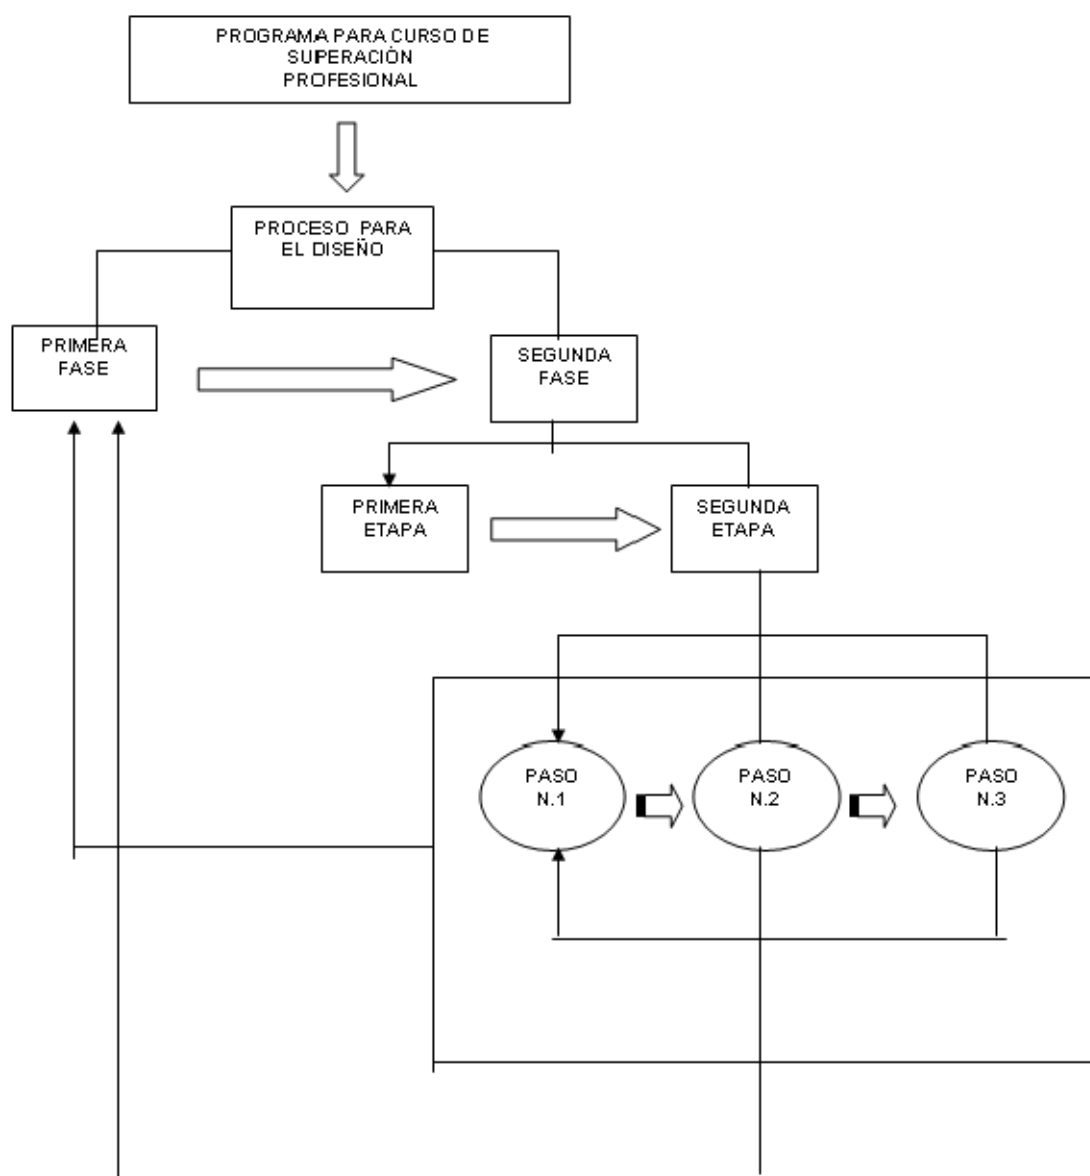 PROGRAMA PARA CURSO DE
SUPERACIÓN
PROFESIONAL
PROCESO PARA
EL DISEÑO
PRIMERA
FASE
SEGUNDA
FASE
PRIMERA
ETAPA
SEGUNDA
ETAPA
PASO
N.1
PASO
N.2
PASO
N.3